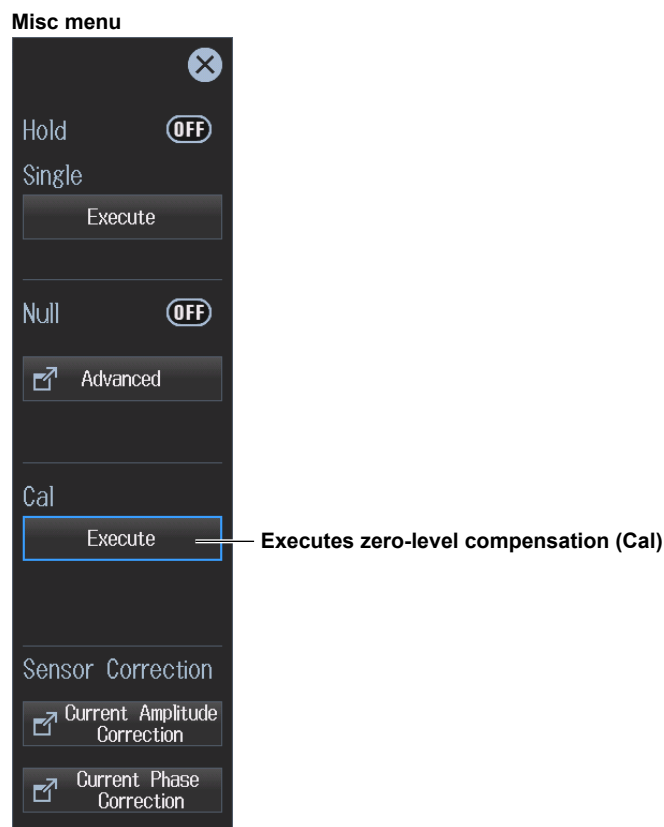 Misc menu
Hold OFF
Single
Execute
Null OFF
Advanced
Cal
Execute
Executes zero-level compensation (Cal)
Sensor Correction
Current Amplitude
Correction
Current Phase
Correction